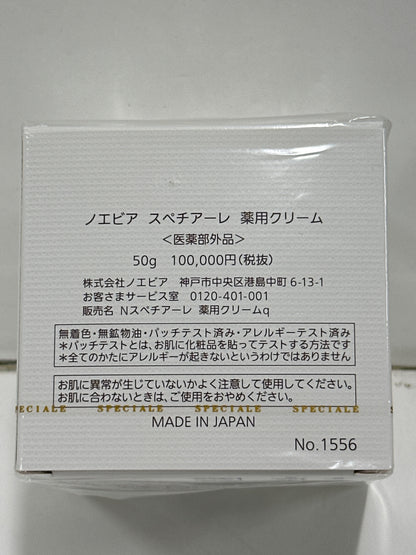 ノエビア スペチアーレ 薬用クリーム
＜医薬部外品＞
50g 100,000円(税抜)
株式会社ノエビア 神戸市中央区港島中町6-13-1
お客さまサービス室 0120-401-001
販売名 Nスペチアーレ 薬用クリームq
無着色・無鉱物油・パッチテスト済み・アレルギーテスト済み
＊パッチテストとは、お肌に化粧品を貼ってテストする方法です
＊全てのかたにアレルギーが起きないというわけではありません
お肌に異常が生じていないかよく注意して使用してください。
お肌に合わないときは、ご使用をおやめください。
SPECIALE SPECIALE SPECIALE SPECIALE
MADE IN JAPAN
No.1556